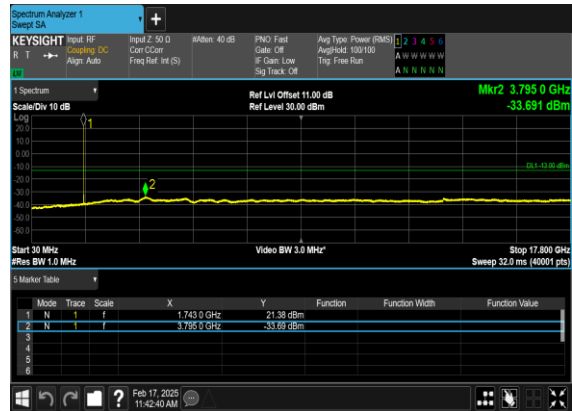 Spectrum Analyzer 1
Swept SA
+
KEYSIGHT Input: RF Input Z: 50 Ω #Atten: 40 dB PNO: Fast Avg Type: Power (RMS) 1 2 3 4 5 6
R T Coupling: DC Corr CCorr Gate: Off Avg|Hold: 100/100 A W W W W W
Align: Auto Freq Ref: Int (S) IF Gain: Low Trig: Free Run
Sig Track: Off A N N N N N
1 Spectrum Ref Lvl Offset 11.00 dB Mkr2 3.795 0 GHz
Scale/Div 10 dB Ref Level 30.00 dBm -33.691 dBm
Log
1
20.0
10.0
0.00
-10.0
DL1 -13.00 dBm
-20.0
2
-30.0
-40.0
-50.0
-60.0
Start 30 MHz Video BW 3.0 MHz* Stop 17.800 GHz
#Res BW 1.0 MHz Sweep 32.0 ms (40001 pts)
5 Marker Table
Mode Trace Scale X Y Function Function Width Function Value
1 N 1 f 1.743 0 GHz 21.38 dBm
2 N 1 f 3.795 0 GHz -33.69 dBm
3
4
5
6
? Feb 17, 2025
11:42:40 AM